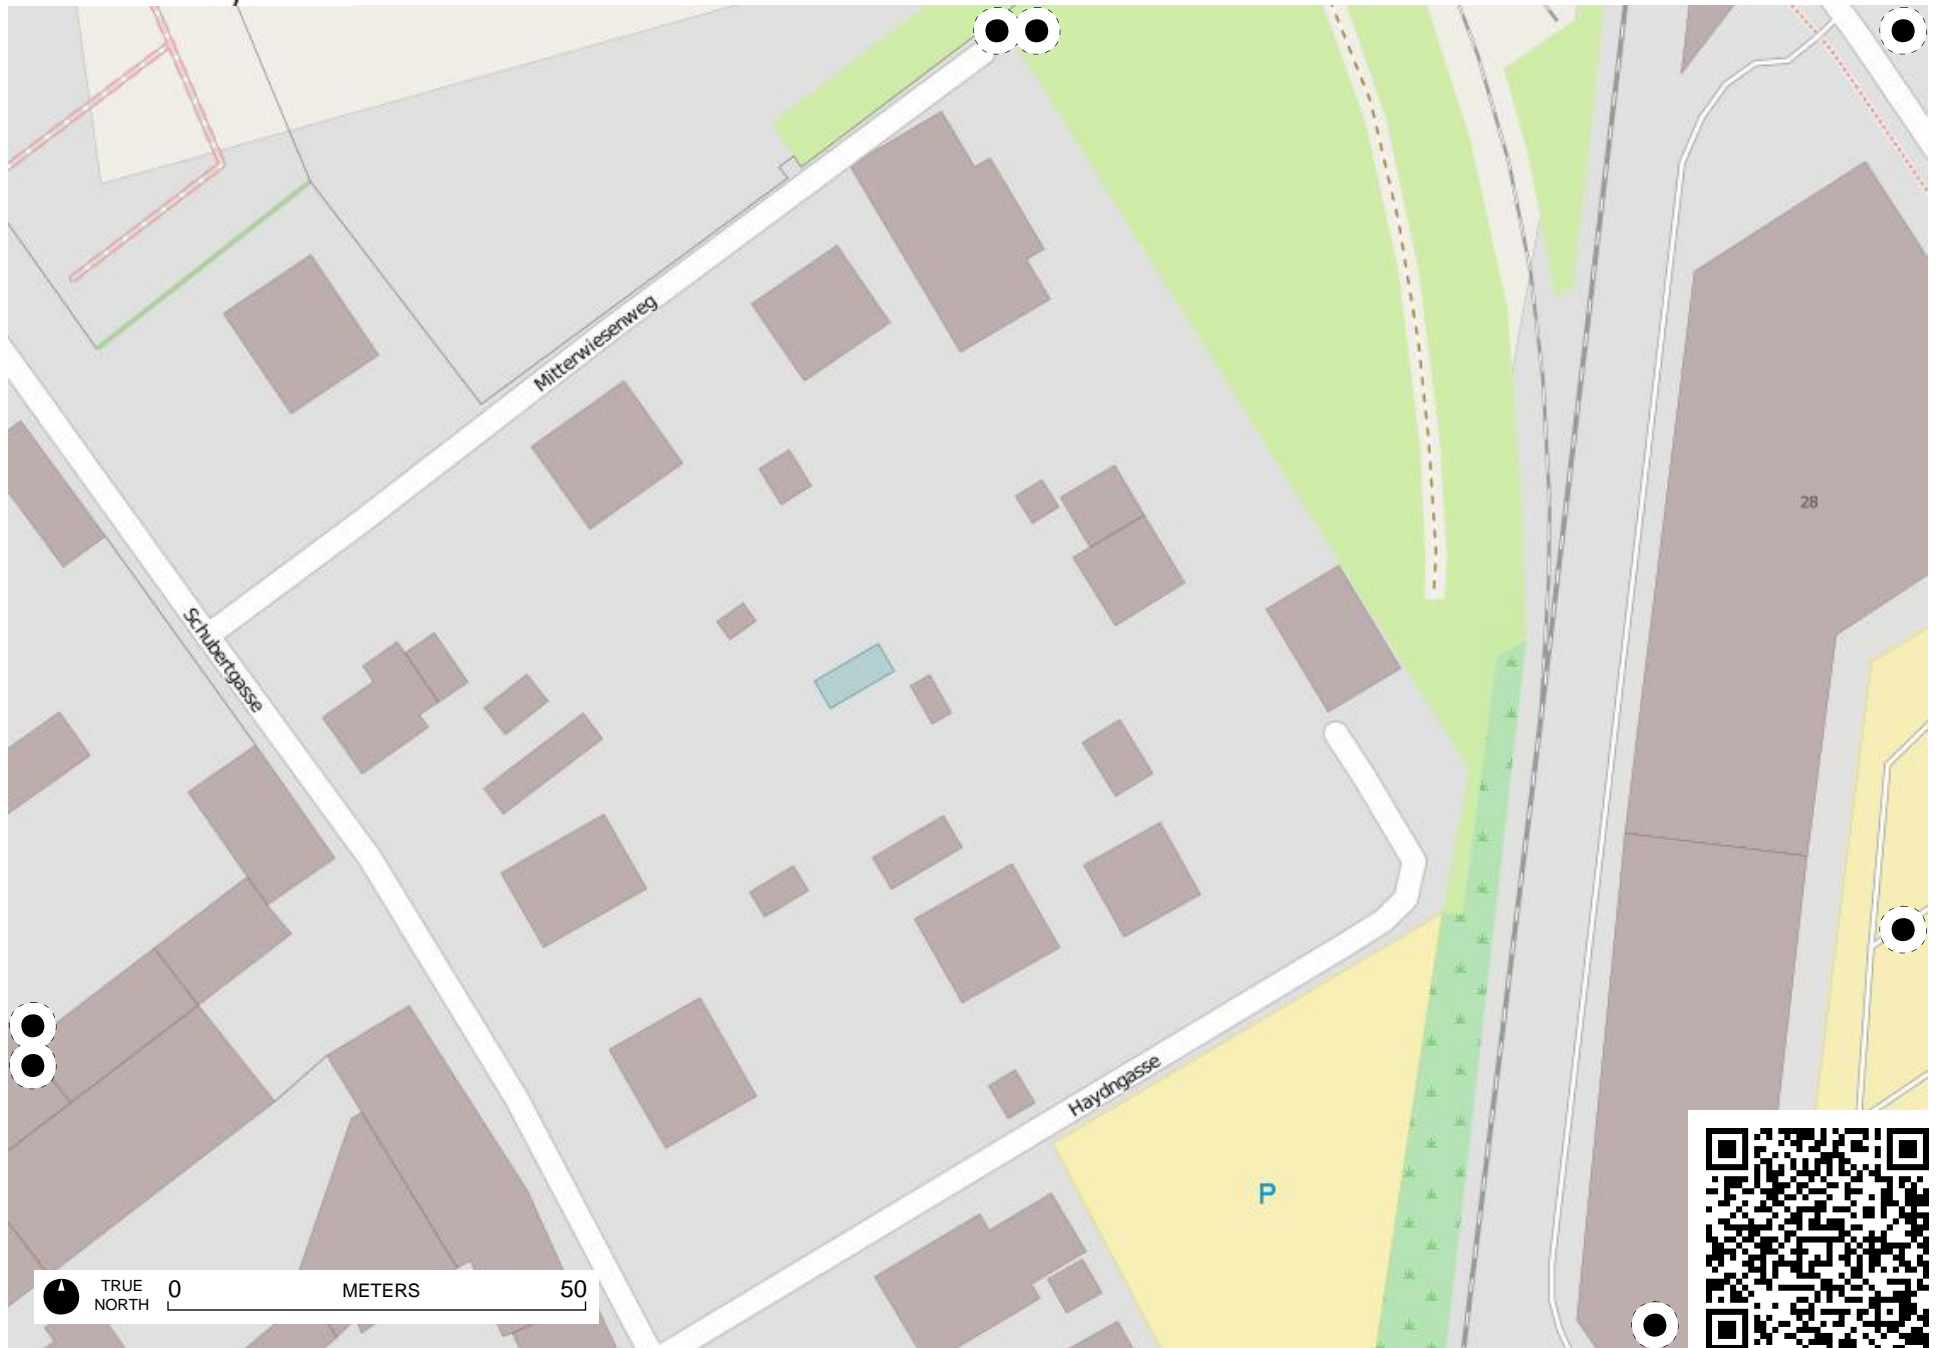 Mitterwiesenweg
28
Schubertgasse
Haydngasse
P
TRUE
NORTH
0
METERS
50